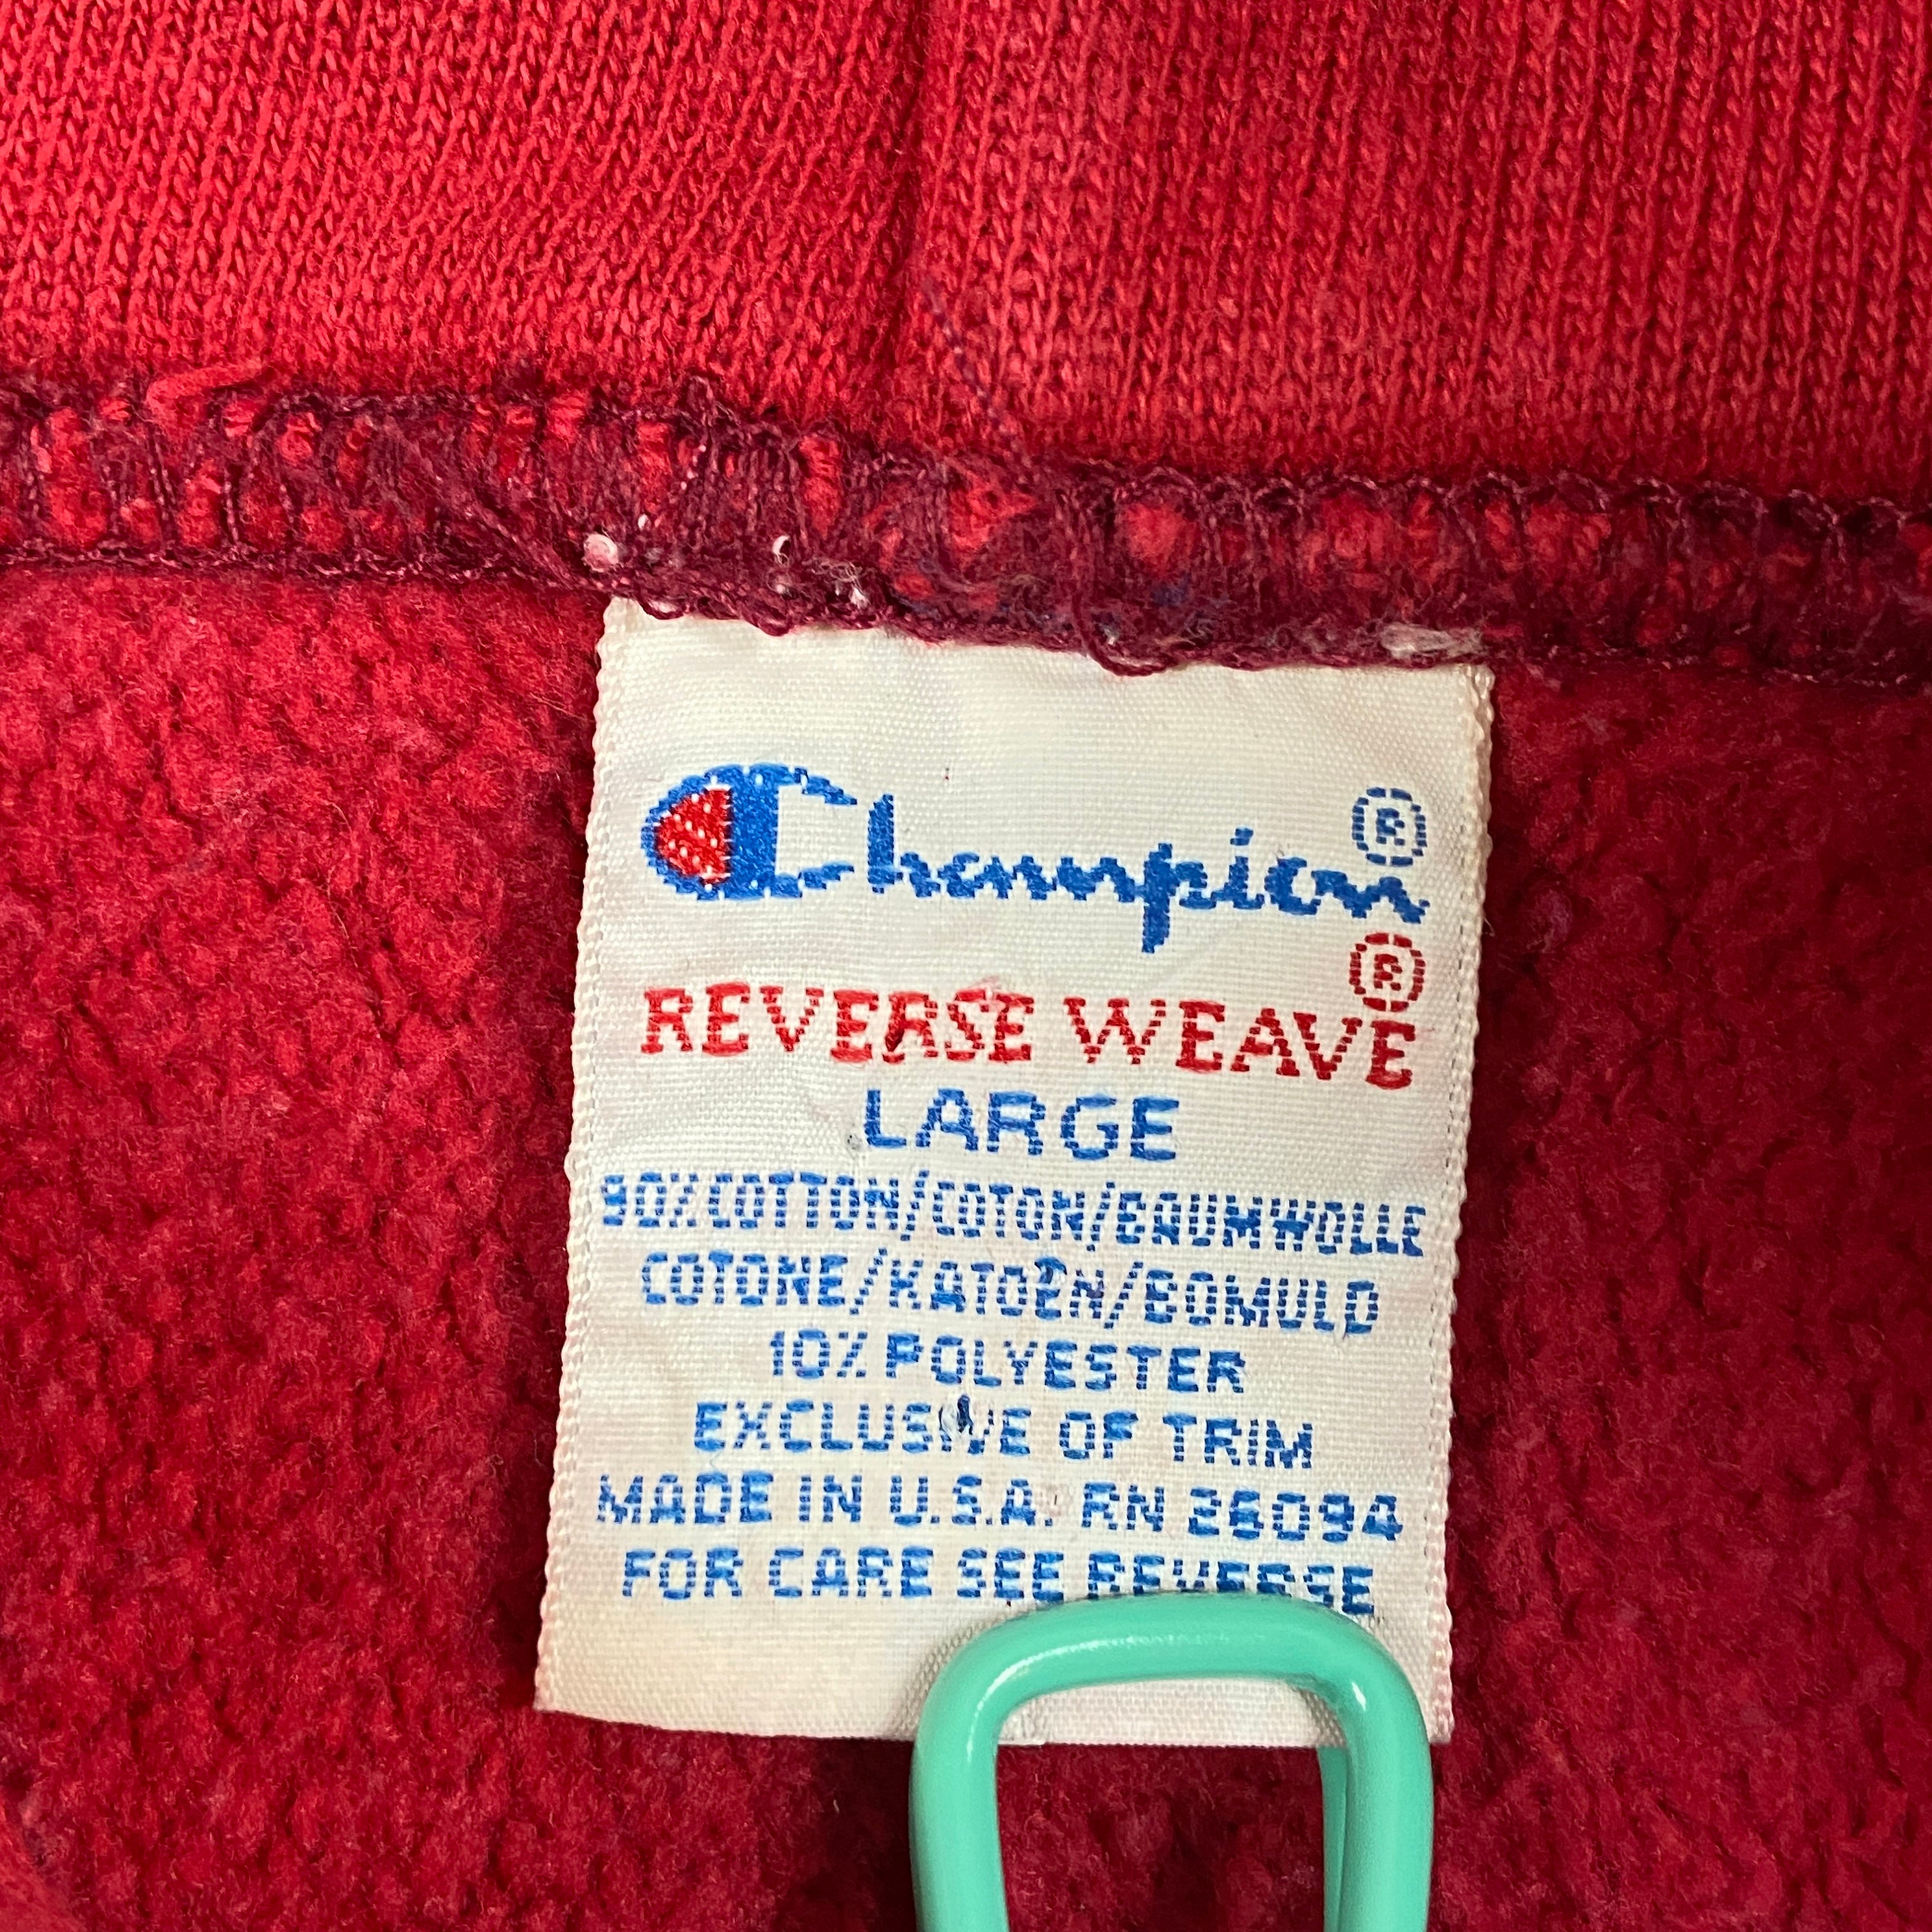 Champion®
REVERSE WEAVE®
LARGE
90% COTTON/COTON/BAUMWOLLE
COTONE/KATOEN/BOMULD
10% POLYESTER
EXCLUSIVE OF TRIM
MADE IN U.S.A. RN 26094
FOR CARE SEE REVERSE